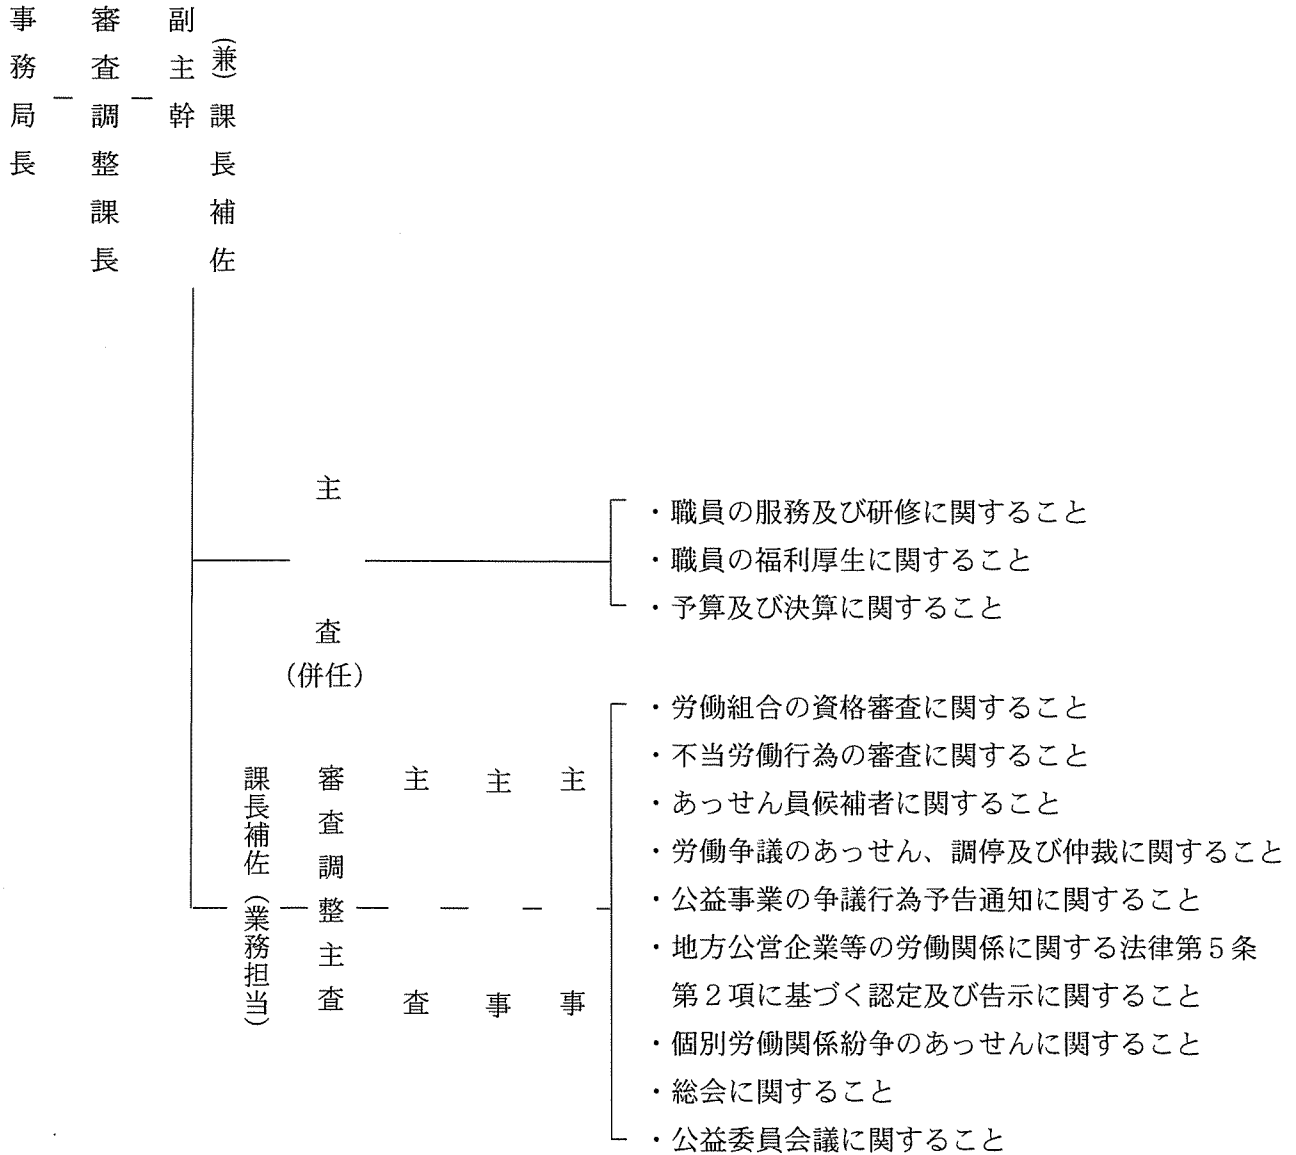 事務局長
審査調整課長
副主幹
(兼)課長補佐
主査
(併任)
・職員の服務及び研修に関すること
・職員の福利厚生に関すること
・予算及び決算に関すること
課長補佐(業務担当)
審査調整主査
主査
主事
主事
・労働組合の資格審査に関すること
・不当労働行為の審査に関すること
・あっせん員候補者に関すること
・労働争議のあっせん、調停及び仲裁に関すること
・公益事業の争議行為予告通知に関すること
・地方公営企業等の労働関係に関する法律第5条
第2項に基づく認定及び告示に関すること
・個別労働関係紛争のあっせんに関すること
・総会に関すること
・公益委員会議に関すること